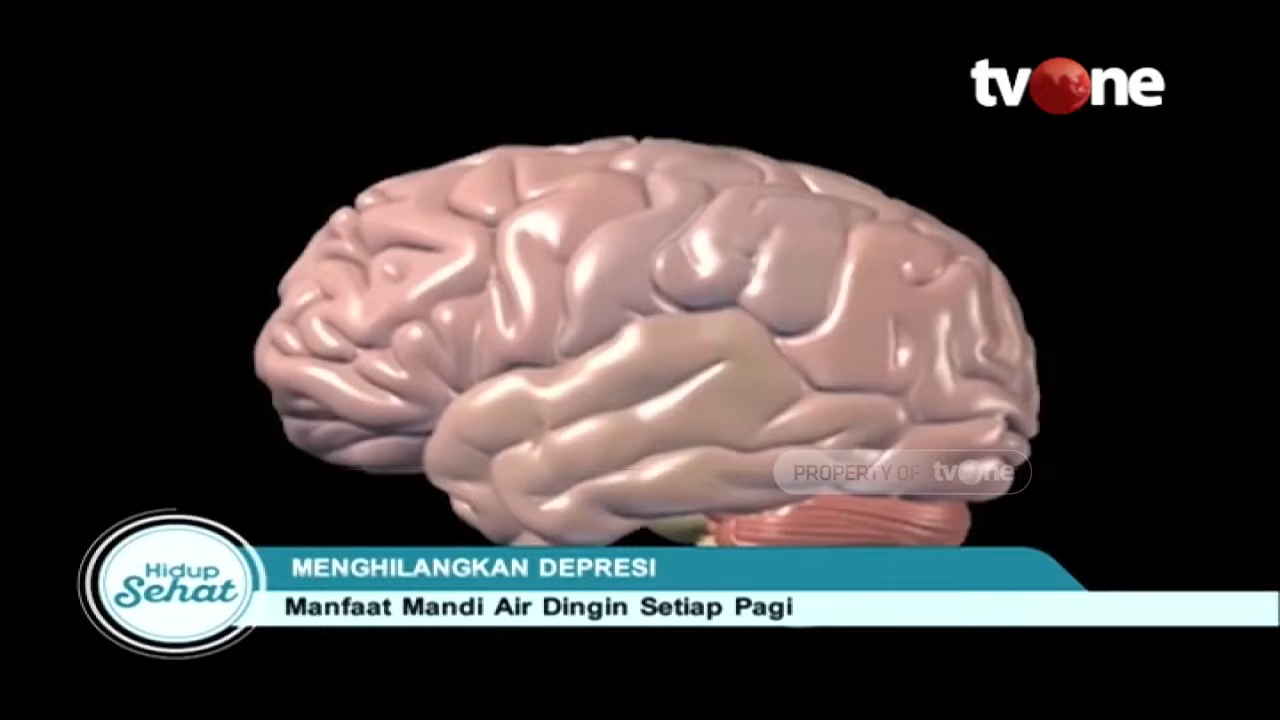 tvOne
PROPERTY OF tvOne
Hidup
Sehat
MENGHILANGKAN DEPRESI
Manfaat Mandi Air Dingin Setiap Pagi